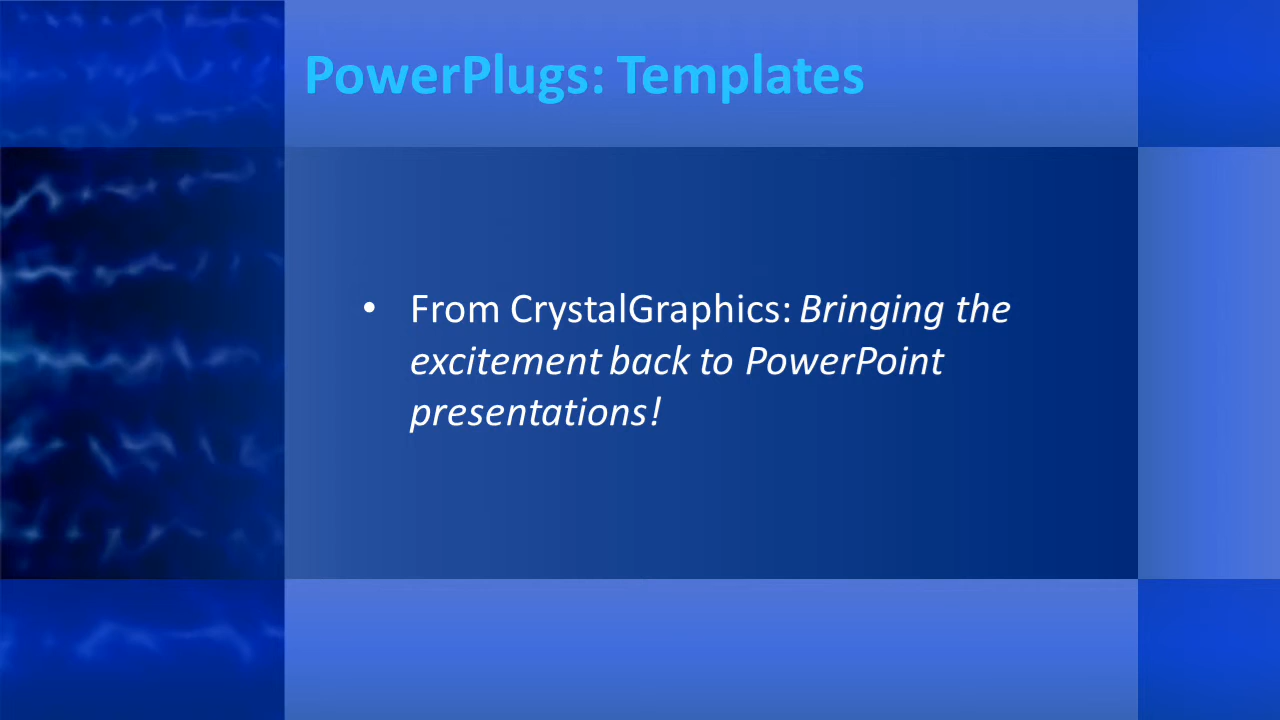 PowerPlugs: Templates
• From CrystalGraphics: Bringing the
excitement back to PowerPoint
presentations!